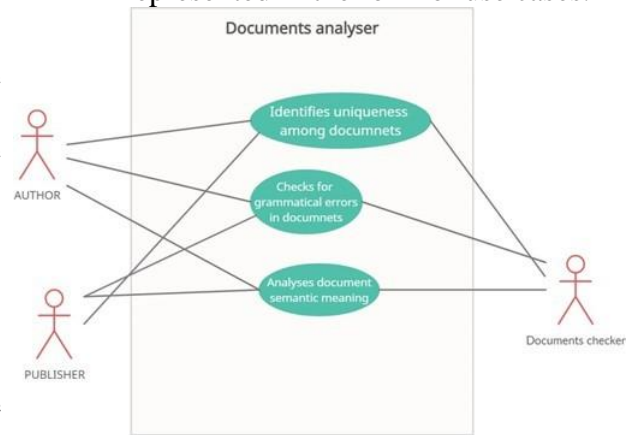 Documents analyser
Identifies uniqueness
among documnets
AUTHOR
Checks for
grammatical errors
in documnets
Analyses document
semantic meaning
Documents checker
PUBLISHER